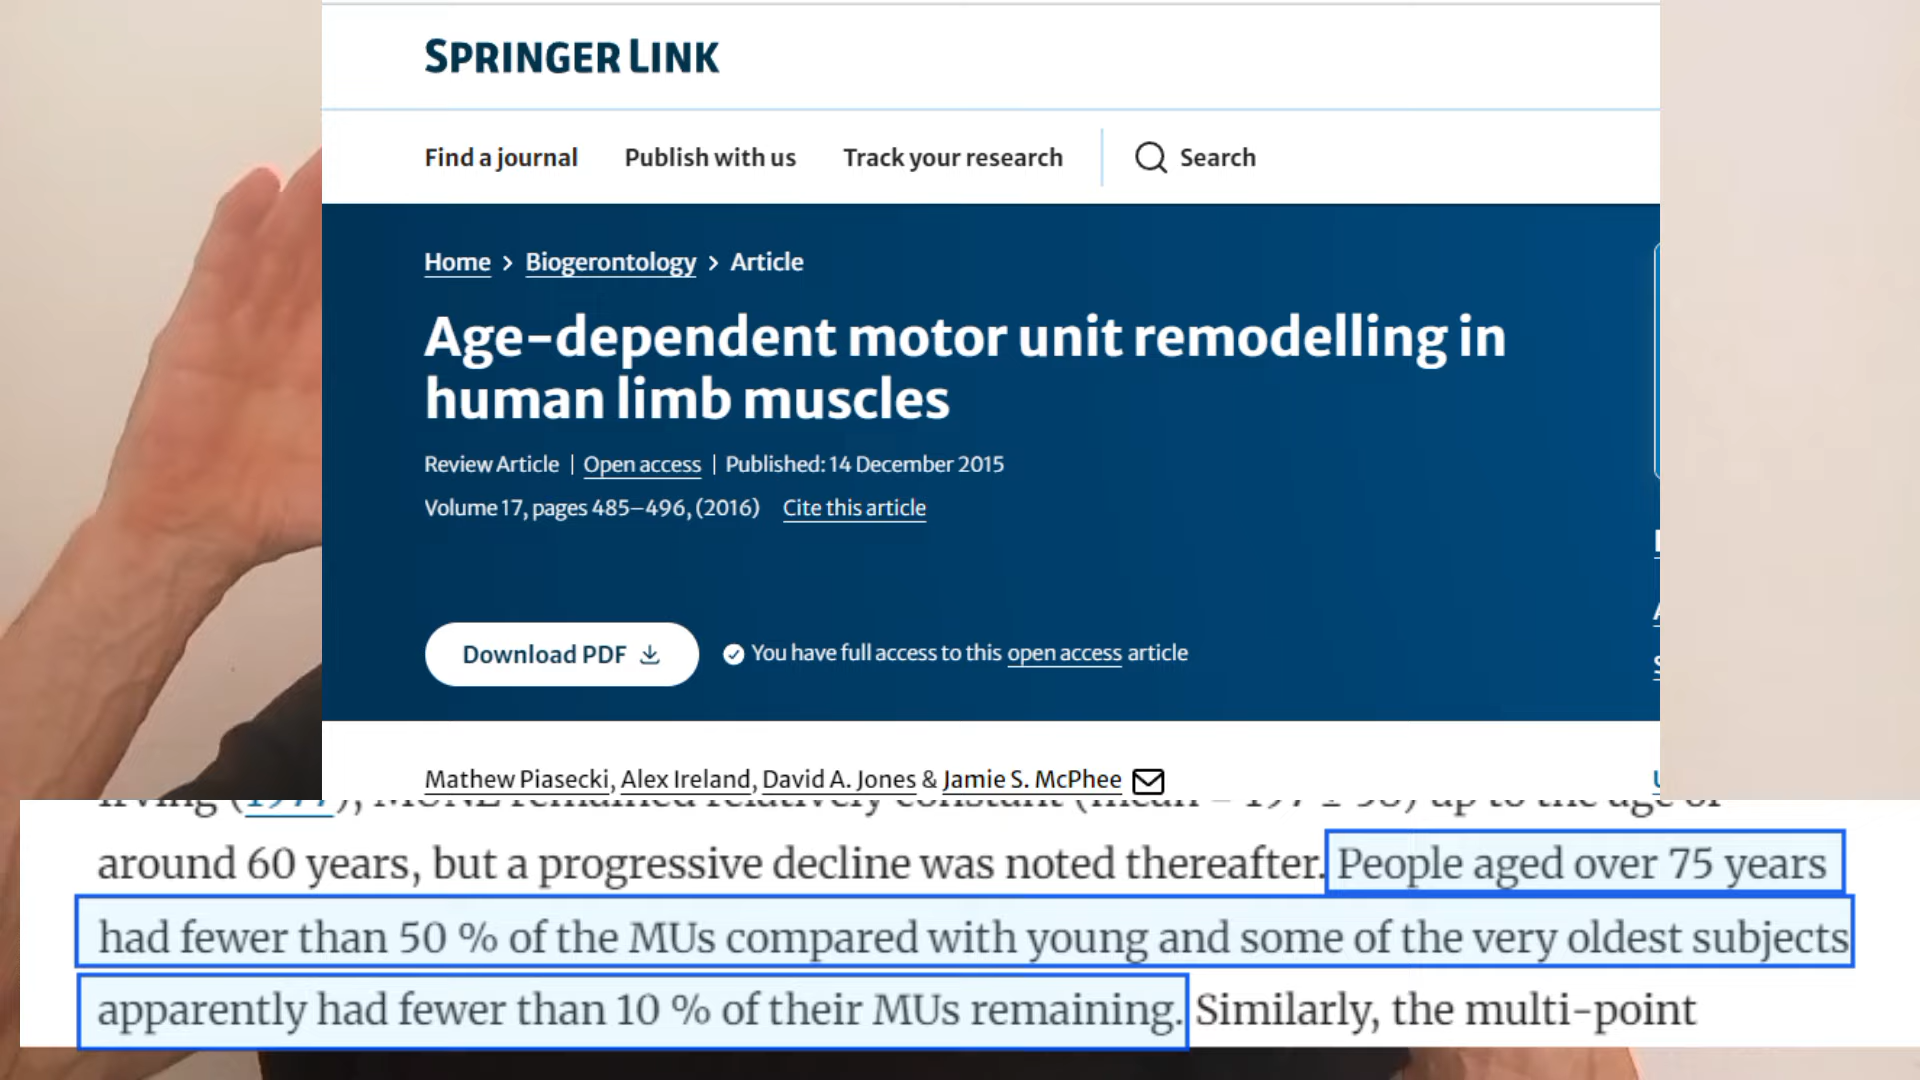 SPRINGER LINK
Find a journal Publish with us Track your research Search
Home > Biogerontology > Article
Age-dependent motor unit remodelling in
human limb muscles
Review Article | Open access | Published: 14 December 2015
Volume 17, pages 485–496, (2016) Cite this article
Download PDF You have full access to this open access article
Mathew Piasecki, Alex Ireland, David A. Jones & Jamie S. McPhee
around 60 years, but a progressive decline was noted thereafter. People aged over 75 years
had fewer than 50 % of the MUs compared with young and some of the very oldest subjects
apparently had fewer than 10 % of their MUs remaining. Similarly, the multi-point